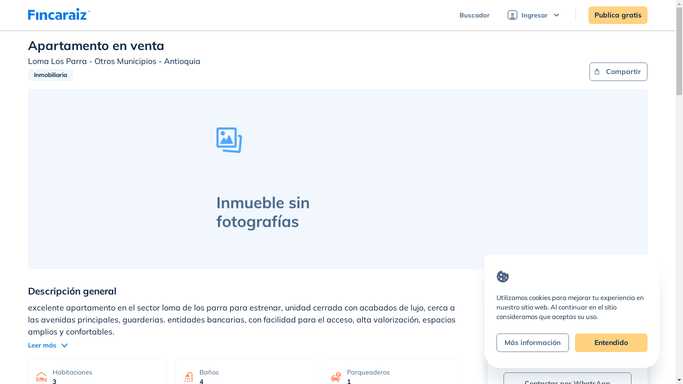 Fincaraiz
Buscador
Ingresar
Publica gratis
Apartamento en venta
Loma Los Parra - Otros Municipios - Antioquia
Inmobiliaria
Compartir
Inmueble sin
fotografías
Descripción general
excelente apartamento en el sector loma de los parra para estrenar, unidad cerrada con acabados de lujo, cerca a
las avenidas principales, guarderias. entidades bancarias, con facilidad para el acceso, alta valorización, espacios
amplios y confortables.
Leer más
Habitaciones
3
Baños
4
Parqueaderos
1
Utilizamos cookies para mejorar tu experiencia en
nuestro sitio web. Al continuar en el sitio
consideramos que aceptas su uso.
Más información
Entendido
Contactar por WhatsApp